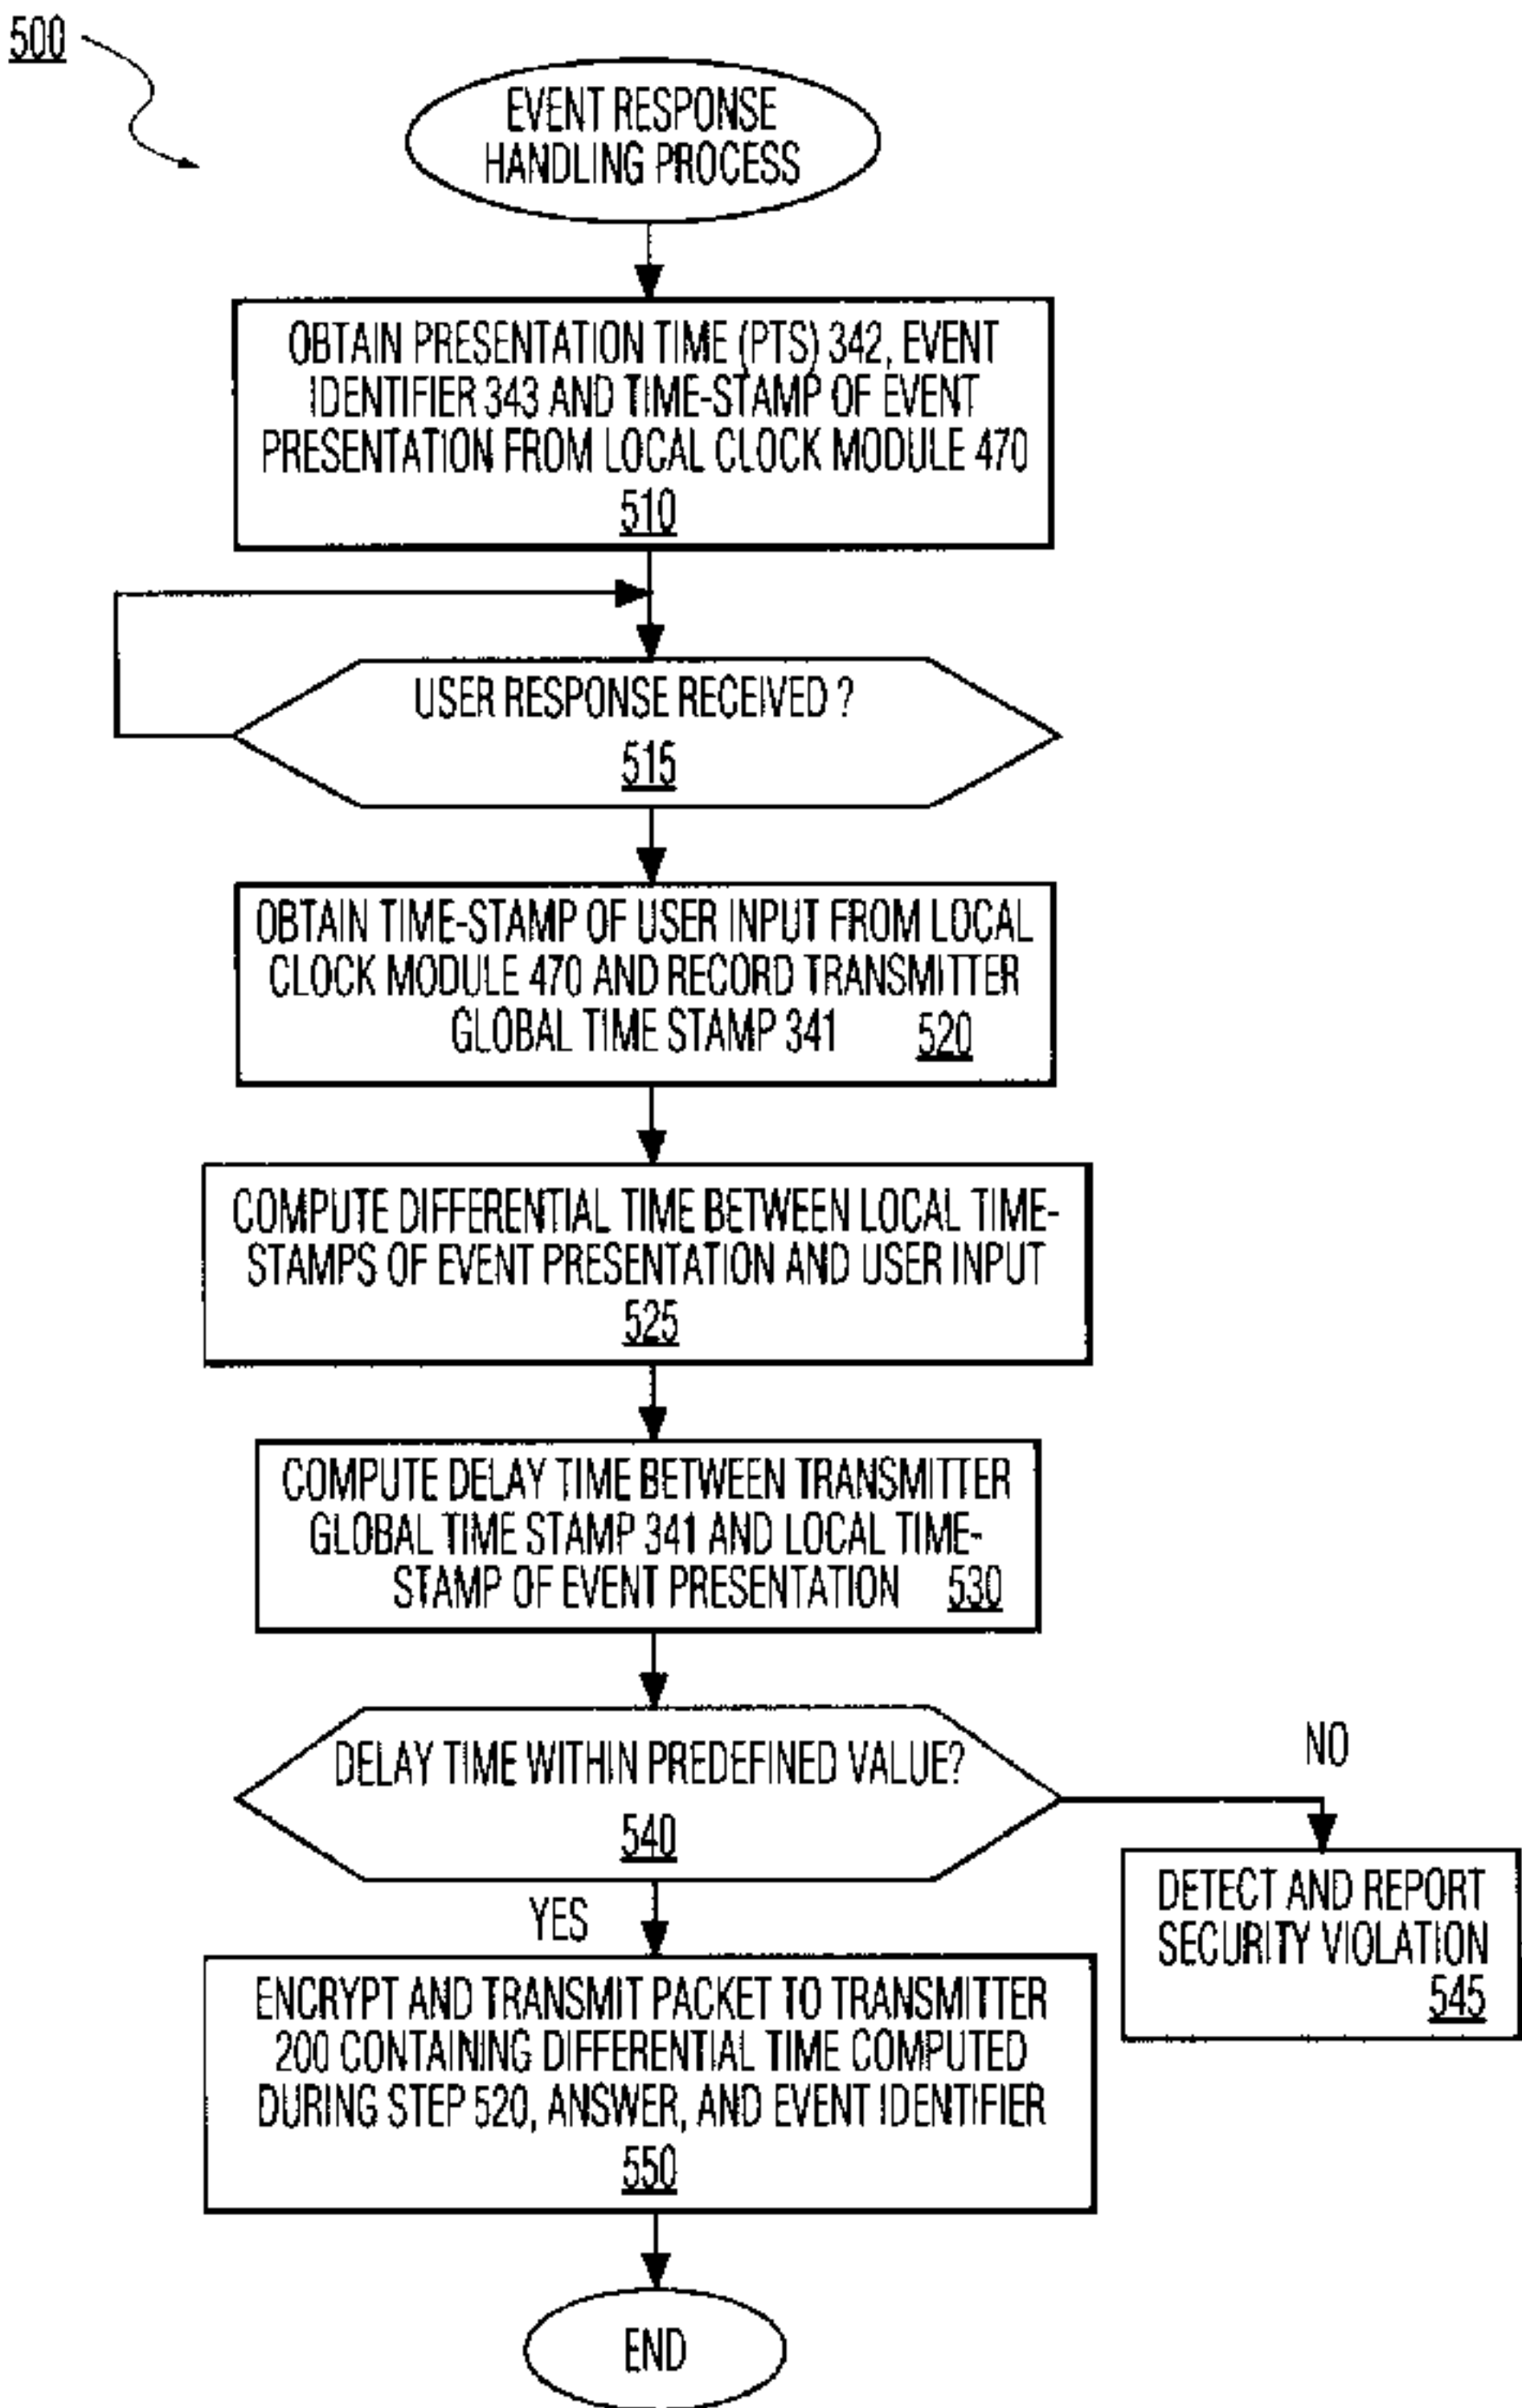 500
EVENT RESPONSE
HANDLING PROCESS
OBTAIN PRESENTATION TIME (PTS) 342, EVENT
IDENTIFIER 343 AND TIME-STAMP OF EVENT
PRESENTATION FROM LOCAL CLOCK MODULE 470
510
USER RESPONSE RECEIVED ?
515
OBTAIN TIME-STAMP OF USER INPUT FROM LOCAL
CLOCK MODULE 470 AND RECORD TRANSMITTER
GLOBAL TIME STAMP 341 520
COMPUTE DIFFERENTIAL TIME BETWEEN LOCAL TIME-
STAMPS OF EVENT PRESENTATION AND USER INPUT
525
COMPUTE DELAY TIME BETWEEN TRANSMITTER
GLOBAL TIME STAMP 341 AND LOCAL TIME-
STAMP OF EVENT PRESENTATION 530
DELAY TIME WITHIN PREDEFINED VALUE?
540
NO
DETECT AND REPORT
SECURITY VIOLATION
545
YES
ENCRYPT AND TRANSMIT PACKET TO TRANSMITTER
200 CONTAINING DIFFERENTIAL TIME COMPUTED
DURING STEP 520, ANSWER, AND EVENT IDENTIFIER
550
END